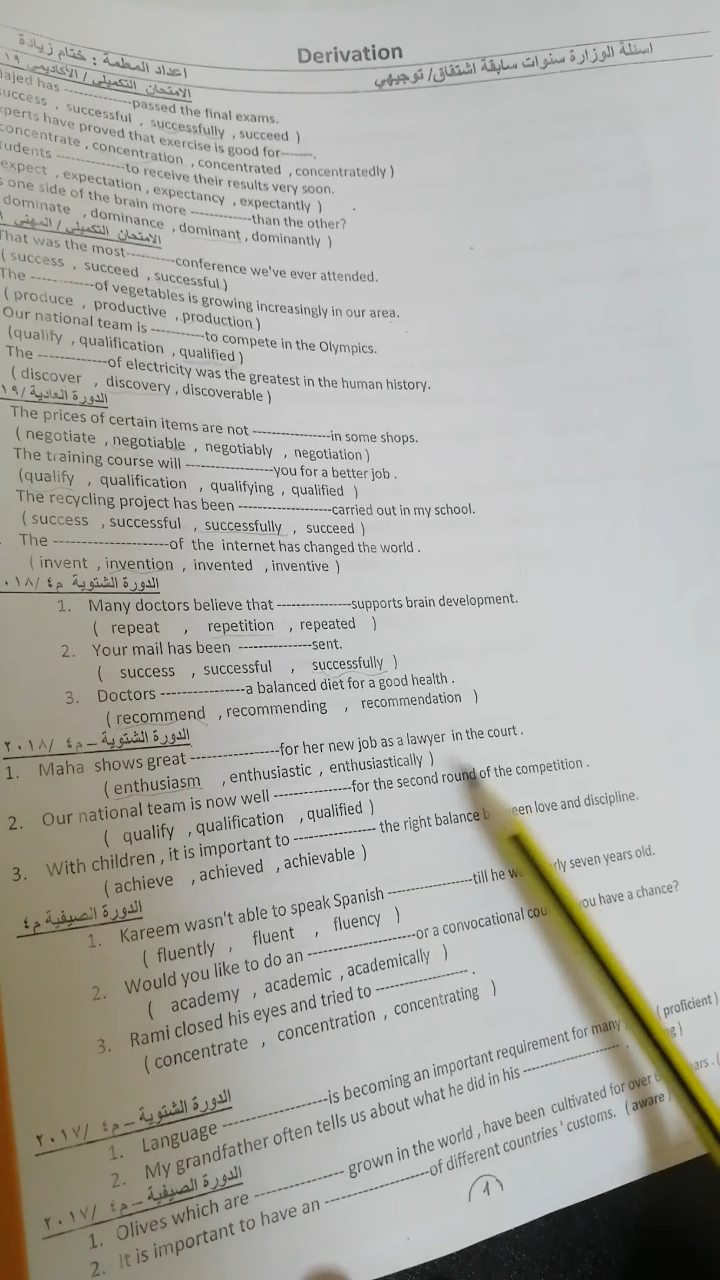 Derivation
اعداد المعلمة : ختام زيادة
اسئلة الوزارة سنوات سابقة اشتقاق/ توجيهي
الامتحان التكميلي / الأكاديمي ١٩
has --------------passed the final exams.
, successful , successfully , succeed )
have proved that exercise is good for-------.
concentrate , concentration , concentrated , concentratedly )
--------------to receive their results very soon.
expect , expectation , expectancy , expectantly )
one side of the brain more -------------than the other?
dominate , dominance , dominant , dominantly )
الامتحان التكميلي / المهني
That was the most-----------conference we've ever attended.
( success , succeed , successful )
The -------------of vegetables is growing increasingly in our area.
( produce , productive , production )
Our national team is -----------to compete in the Olympics.
(qualify , qualification , qualified )
The --------------of electricity was the greatest in the human history.
( discover , discovery , discoverable )
الدورة العادية /١٩
The prices of certain items are not -----------------in some shops.
( negotiate , negotiable , negotiably , negotiation )
The training course will -------------------you for a better job .
(qualify , qualification , qualifying , qualified )
The recycling project has been --------------------carried out in my school.
( success , successful , successfully , succeed )
The -----------------------of the internet has changed the world .
( invent , invention , invented , inventive )
الدورة الشتوية م٤ /٠١٨
1. Many doctors believe that ----------------supports brain development.
( repeat , repetition , repeated )
2. Your mail has been ---------------sent.
( success , successful , successfully )
3. Doctors -----------------a balanced diet for a good health .
( recommend , recommending , recommendation )
الدورة الشتوية – م٤ /٢٠١٨
1. Maha shows great ------------------for her new job as a lawyer in the court .
( enthusiasm , enthusiastic , enthusiastically )
2. Our national team is now well ----------------for the second round of the competition .
( qualify , qualification , qualified )
3. With children , it is important to ----------------- the right balance between love and discipline.
( achieve , achieved , achievable )
الدورة الصيفية م٤
1. Kareem wasn't able to speak Spanish -----------------till he seven years old.
( fluently , fluent , fluency )
2. Would you like to do an ----------------------or a convocational you have a chance?
( academy , academic , academically )
3. Rami closed his eyes and tried to ------------------- .
( concentrate , concentration , concentrating )
الدورة الشتوية – م٤ /٢٠١٧
1. Language ---------------------is becoming an important requirement for many ( proficient )
2. My grandfather often tells us about what he did in his -------------------- .
الدورة الصيفية – م٤ /٢٠١٧
1. Olives which are ------------------ grown in the world , have been cultivated for over
2. It is important to have an ---------------------of different countries ' customs. ( aware )
١